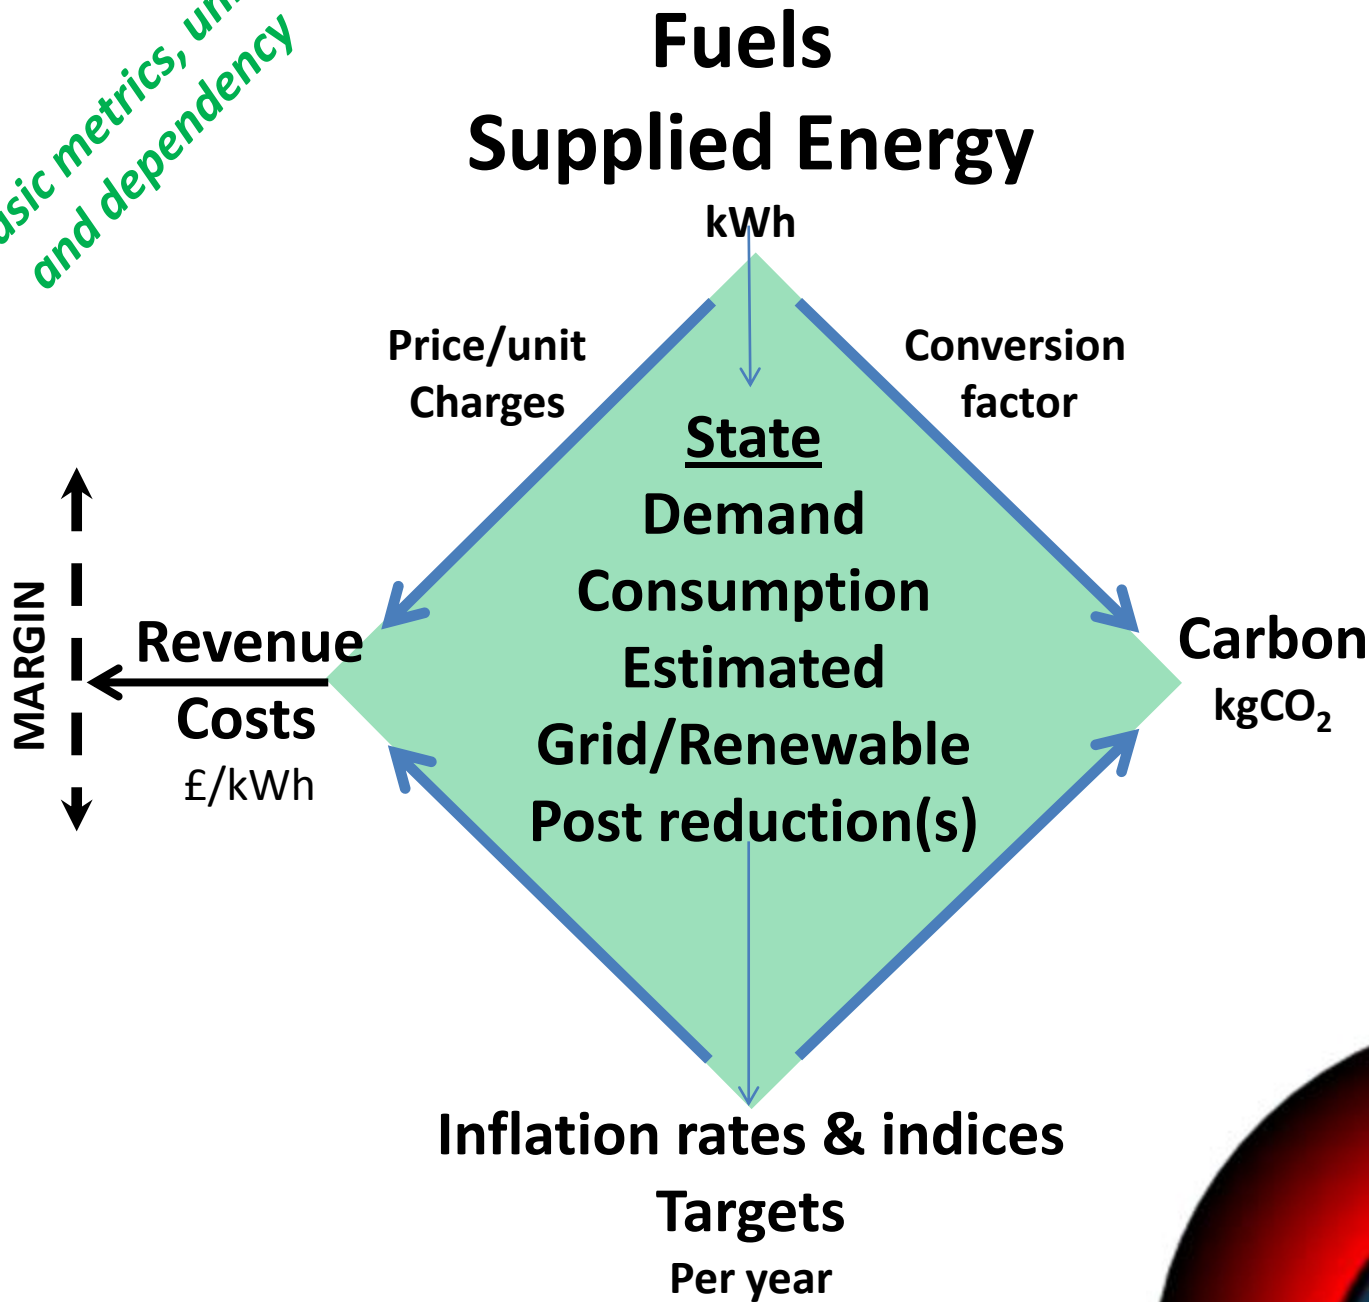 metrics,
and dependency
Fuels
Supplied Energy
kWh
Price/unit
Charges
Conversion
factor
State
Demand
Consumption
Estimated
Grid/Renewable
Post reduction(s)
MARGIN
Revenue
Costs
£/kWh
Carbon
kgCO₂
Inflation rates & indices
Targets
Per year